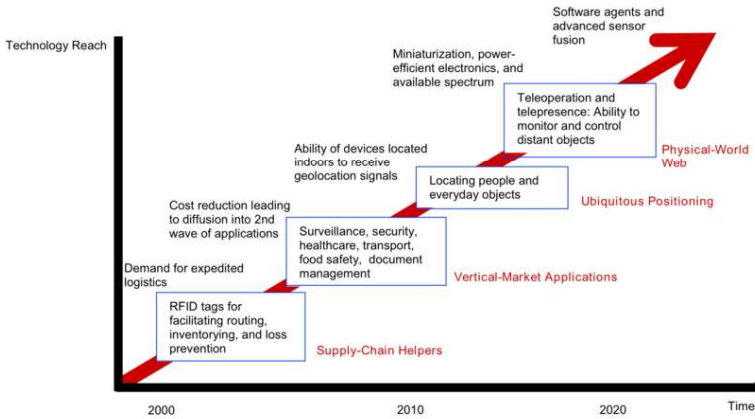 Software agents and
advanced sensor
fusion
Technology Reach
Miniaturization, power-
efficient electronics, and
available spectrum
Teleoperation and
telepresence: Ability to
monitor and control
distant objects
Physical-World
Web
Ability of devices located
indoors to receive
geolocation signals
Locating people and
everyday objects
Ubiquitous Positioning
Cost reduction leading
to diffusion into 2nd
wave of applications
Surveillance, security,
healthcare, transport,
food safety, document
management
Vertical-Market Applications
Demand for expedited
logistics
RFID tags for
facilitating routing,
inventorying, and loss
prevention
Supply-Chain Helpers
2000
2010
2020
Time